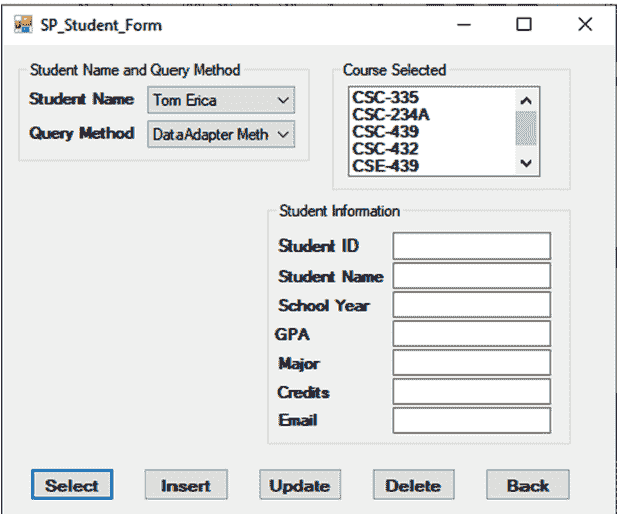 SP_Student_Form
Student Name and Query Method
Student Name Tom Erica
Query Method DataAdapter Meth
Course Selected
CSC-335
CSC-234A
CSC-439
CSC-432
CSE-439
Student Information
Student ID
Student Name
School Year
GPA
Major
Credits
Email
Select Insert Update Delete Back